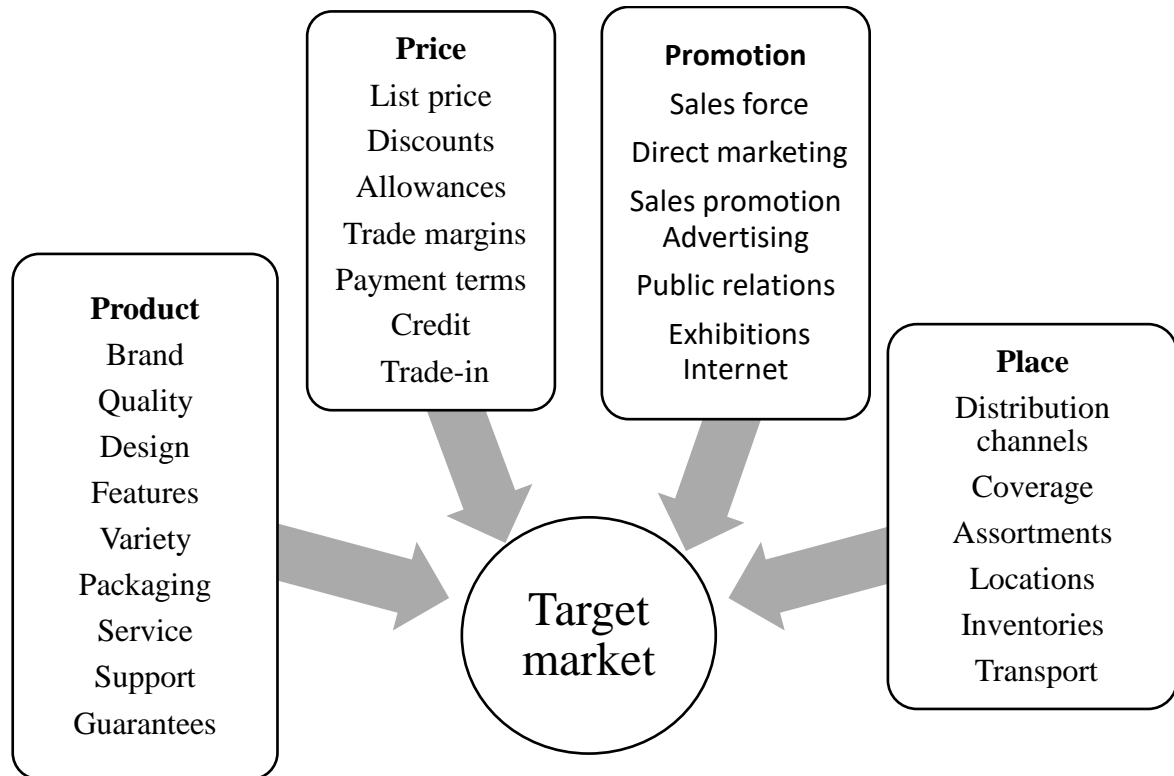 Product
Brand
Quality
Design
Features
Variety
Packaging
Service
Support
Guarantees
Price
List price
Discounts
Allowances
Trade margins
Payment terms
Credit
Trade-in
Promotion
Sales force
Direct marketing
Sales promotion
Advertising
Public relations
Exhibitions
Internet
Place
Distribution
channels
Coverage
Assortments
Locations
Inventories
Transport
Target
market